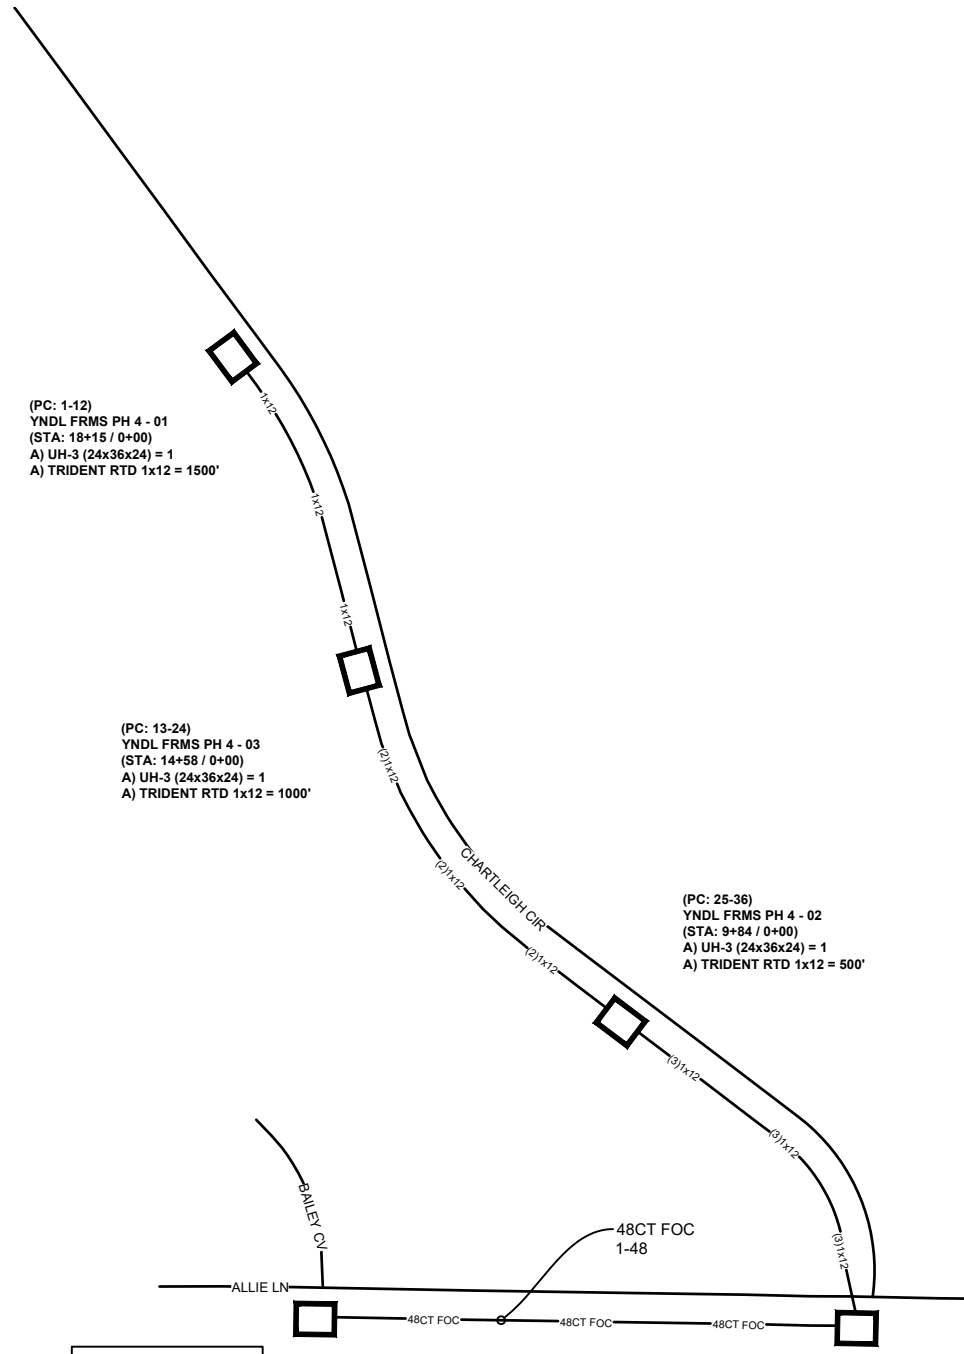 1x12
(PC: 1-12)
YNDL FRMS PH 4 - 01
(STA: 18+15 / 0+00)
A) UH-3 (24x36x24) = 1
A) TRIDENT RTD 1x12 = 1500'
1x12
1x12
(PC: 13-24)
YNDL FRMS PH 4 - 03
(STA: 14+58 / 0+00)
A) UH-3 (24x36x24) = 1
A) TRIDENT RTD 1x12 = 1000'
(2)1x12
(2)1x12
CHARTLEIGH CIR
(2)1x12
(PC: 25-36)
YNDL FRMS PH 4 - 02
(STA: 9+84 / 0+00)
A) UH-3 (24x36x24) = 1
A) TRIDENT RTD 1x12 = 500'
(3)1x12
(3)1x12
BAILEY CV
48CT FOC
1-48
(3)1x12
ALLIE LN
48CT FOC
48CT FOC
48CT FOC